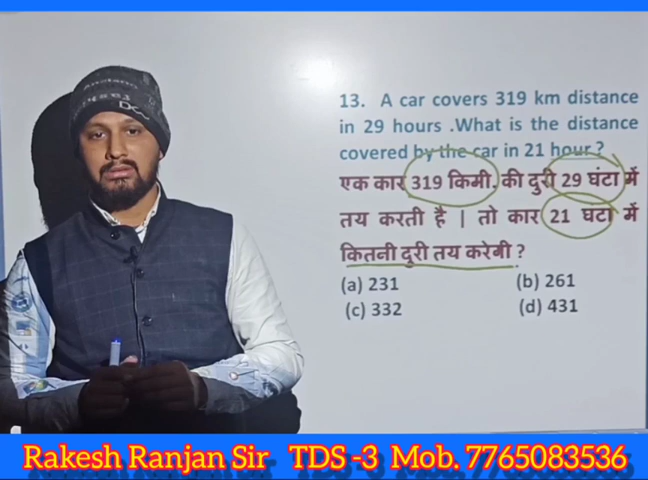 13. A car covers 319 km distance
in 29 hours .What is the distance
covered by the car in 21 hour ?
एक कार 319 किमी. की दुरी 29 घंटा में
तय करती है | तो कार 21 घंटा में
कितनी दुरी तय करेगी ?
(a) 231 (b) 261
(c) 332 (d) 431
Rakesh Ranjan Sir TDS -3 Mob. 7765083536